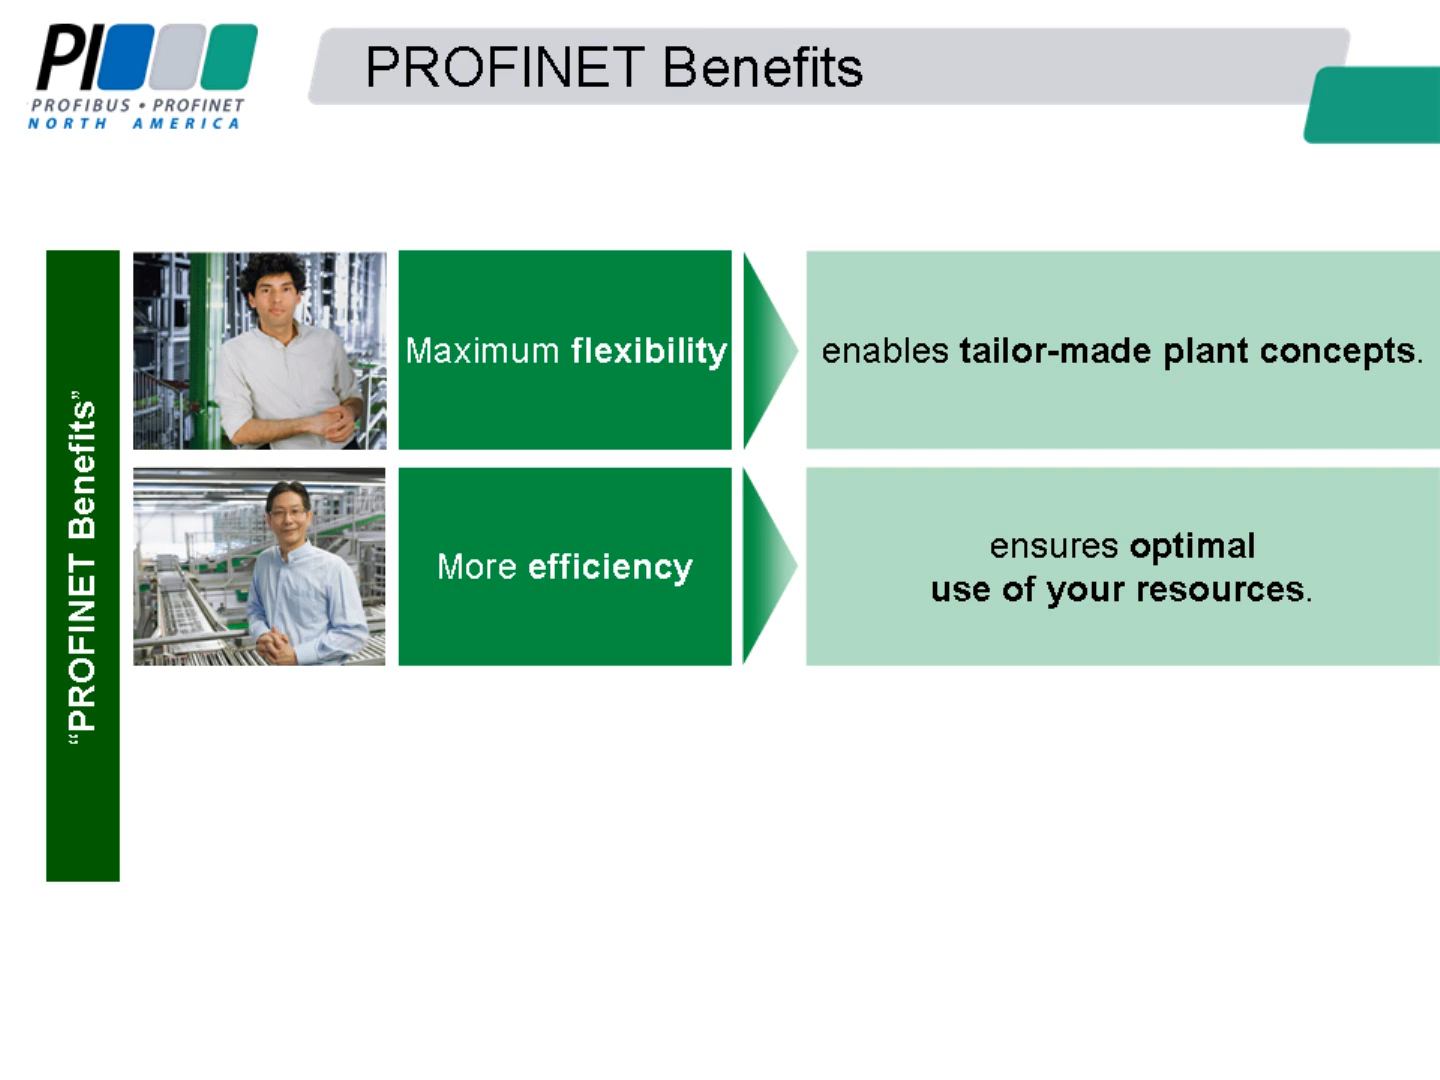 PI
PROFIBUS • PROFINET
NORTH AMERICA
PROFINET Benefits
“PROFINET Benefits”
Maximum flexibility
enables tailor-made plant concepts.
More efficiency
ensures optimal
use of your resources.